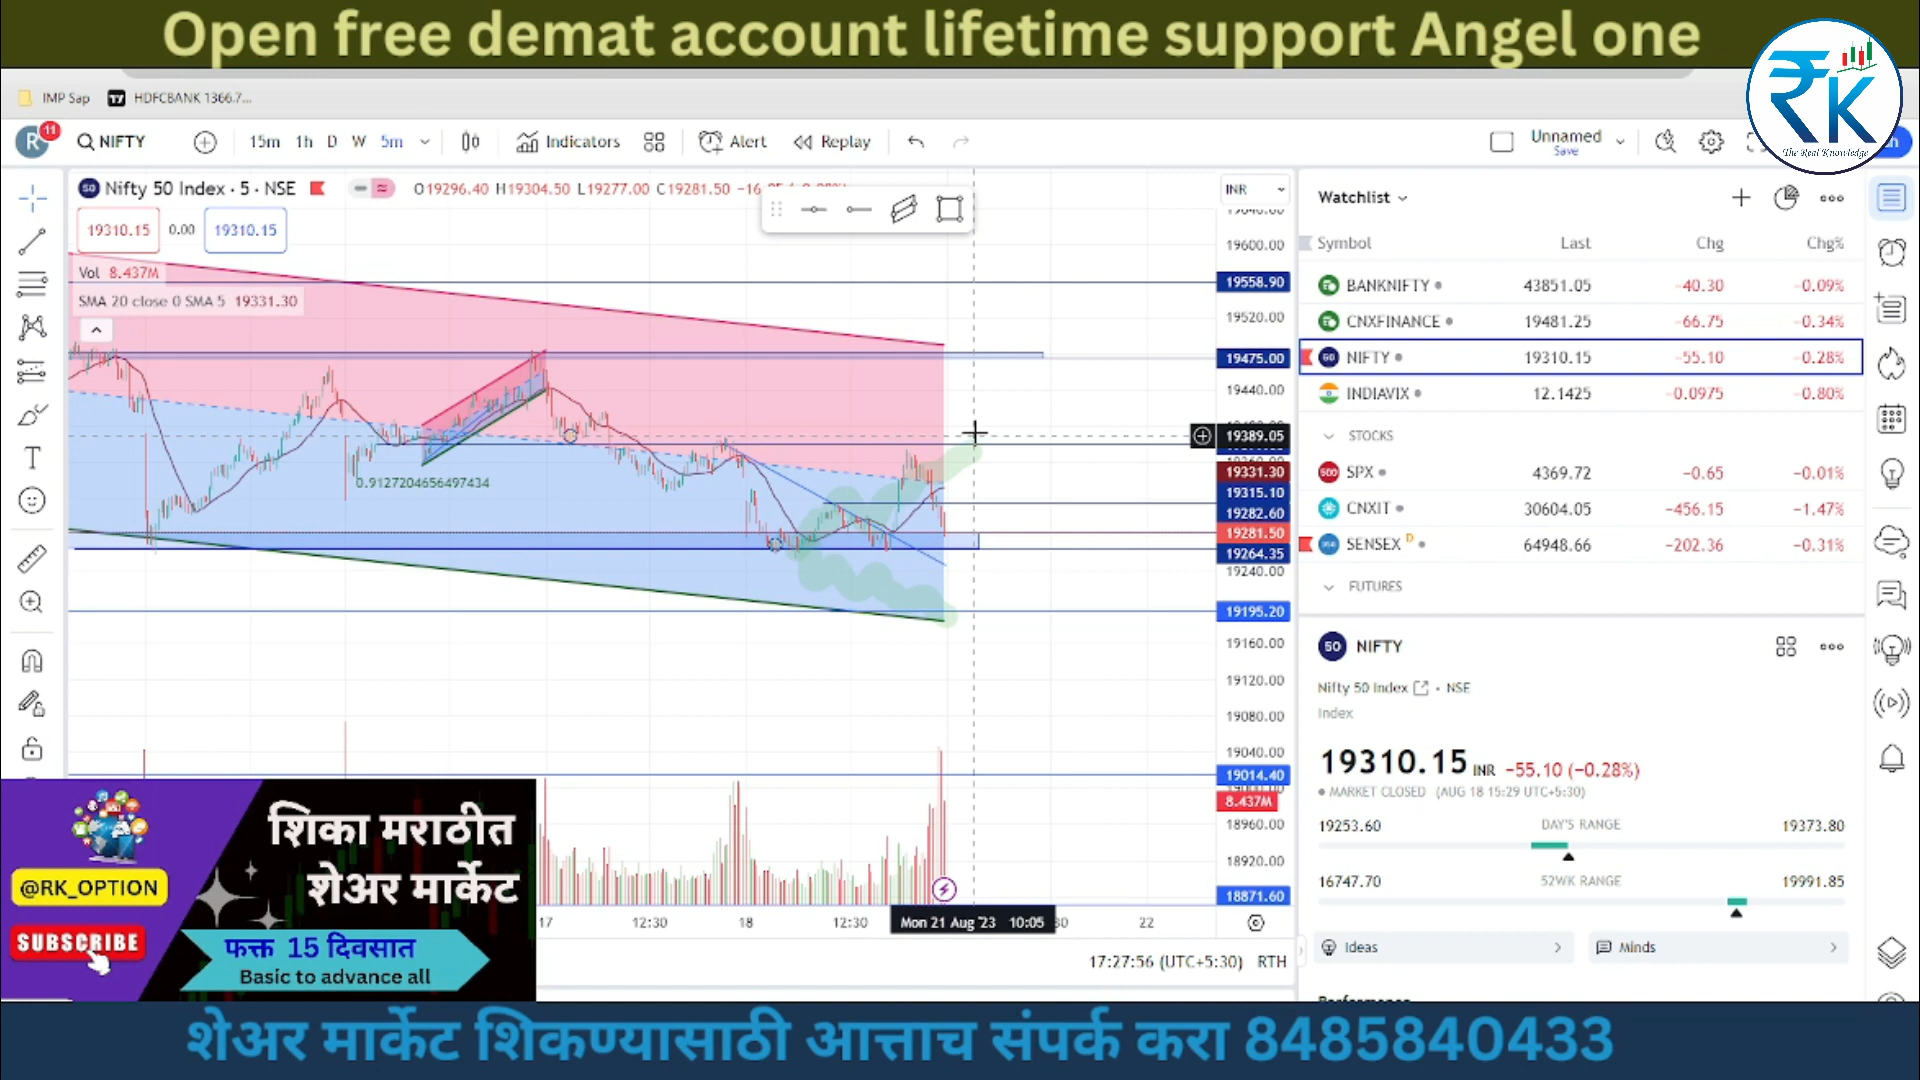 Open free demat account lifetime support Angel one
IMP Sap
HDFCBANK 1366.7...
RK
The Real Knowledge
R
11
NIFTY
15m 1h D W 5m
Indicators
Alert
Replay
Unnamed
Save
Nifty 50 Index · 5 · NSE
O19296.40 H19304.50 L19277.00 C19281.50
INR
19310.15 0.00 19310.15
Vol 8.437M
SMA 20 close 0 SMA 5 19331.30
0.9127204656497434
19600.00
19558.90
19520.00
19475.00
19440.00
19389.05
19331.30
19315.10
19282.60
19281.50
19264.35
19240.00
19195.20
19160.00
19120.00
19080.00
19040.00
19014.40
8.437M
18960.00
18920.00
18871.60
17 12:30 18 12:30 Mon 21 Aug '23 10:05 22
17:27:56 (UTC+5:30) RTH
Watchlist
Symbol Last Chg Chg%
BANKNIFTY 43851.05 -40.30 -0.09%
CNXFINANCE 19481.25 -66.75 -0.34%
NIFTY 19310.15 -55.10 -0.28%
INDIAVIX 12.1425 -0.0975 -0.80%
STOCKS
SPX 4369.72 -0.65 -0.01%
CNXIT 30604.05 -456.15 -1.47%
SENSEX D 64948.66 -202.36 -0.31%
FUTURES
50 NIFTY
Nifty 50 Index · NSE
Index
19310.15 INR -55.10 (-0.28%)
MARKET CLOSED (AUG 18 15:29 UTC+5:30)
19253.60 DAY'S RANGE 19373.80
16747.70 52WK RANGE 19991.85
Ideas
Minds
शिका मराठीत
शेअर मार्केट
@RK_OPTION
SUBSCRIBE
फक्त 15 दिवसात
Basic to advance all
शेअर मार्केट शिकण्यासाठी आत्ताच संपर्क करा 8485840433